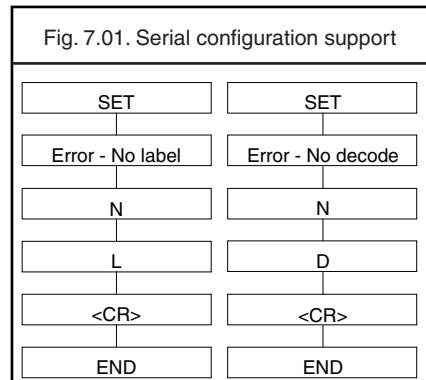 Fig. 7.01. Serial configuration support
SET
Error - No label
N
L
<CR>
END
SET
Error - No decode
N
D
<CR>
END